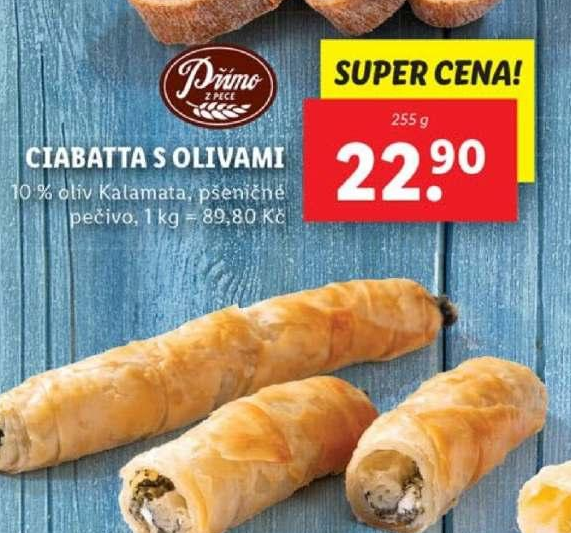 Přímo
Z PECE
SUPER CENA!
255 g
22.90
CIABATTA S OLIVAMI
10 % oliv Kalamata, pšeničné
pečivo, 1 kg = 89,80 Kč